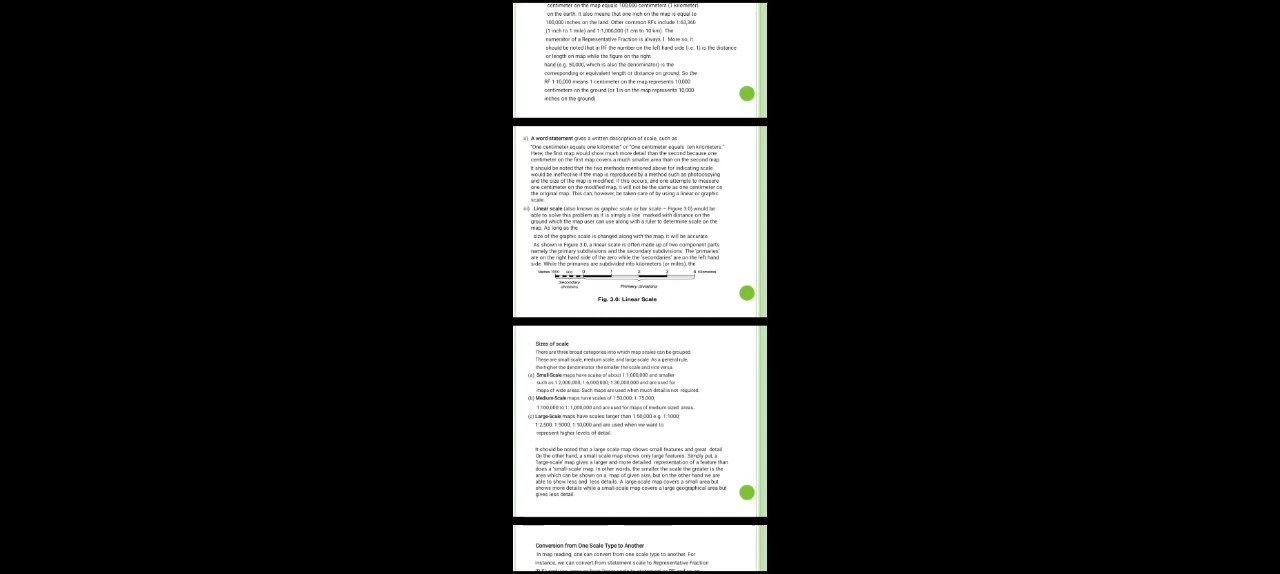 centimeter on the map equals 100,000 centimeters (1 kilometer)
on the earth. It also means that one inch on the map is equal to
100,000 inches on the land. Other common RFs include 1:63,360
(1 inch to 1 mile) and 1:1,000,000 (1 cm to 10 km). The
numerator of a Representative Fraction is always 1. More so, it
should be noted that in RF the number on the left hand side (i.e. 1) is the distance
or length on map while the figure on the right
hand (e.g. 50,000, which is also the denominator) is the
corresponding or equivalent length or distance on ground. So the
RF 1:10,000 means 1 centimeter on the map represents 10,000
centimeters on the ground (or 1in on the map represents 10,000
inches on the ground)
ii) A word statement gives a written description of scale, such as
"One centimeter equals one kilometer" or "One centimeter equals ten kilometers."
Here, the first map would show much more detail than the second because one
centimeter on the first map covers a much smaller area than on the second map.
It should be noted that the two methods mentioned above for indicating scale
would be ineffective if the map is reproduced by a method such as photocopying
and the size of the map is modified. If this occurs, and one attempts to measure
one centimeter on the modified map, it will not be the same as one centimeter on
the original map. This can, however, be taken care of by using a linear or graphic
scale.
iii) Linear scale (also known as graphic scale or bar scale – Figure 3.0) would be
able to solve this problem as it is simply a line marked with distance on the
ground which the map user can use along with a ruler to determine scale on the
map. As long as the
size of the graphic scale is changed along with the map, it will be accurate.
As shown in Figure 3.0, a linear scale is often made up of two component parts
namely the primary subdivisions and the secondary subdivisions. The 'primaries'
are on the right hand side of the zero while the 'secondaries' are on the left hand
side. While the primaries are subdivided into kilometers (or miles), the
Metres 1000 500 0 1 2 3 4 Kilometres
Secondary divisions Primary divisions
Fig. 3.0: Linear Scale
Sizes of scale
There are three broad categories into which map scales can be grouped.
These are small scale, medium scale, and large scale. As a general rule,
the higher the denominator the smaller the scale and vice versa.
(a) Small-Scale maps have scales of about 1:1,000,000 and smaller
such as 1:2,000,000; 1:6,000,000; 1:30,000,000 and are used for
maps of wide areas. Such maps are used when much detail is not required.
(b) Medium-Scale maps have scales of 1:50,000; 1: 75,000;
1:100,000 to 1: 1,000,000 and are used for maps of medium sized areas.
(c) Large-Scale maps have scales larger than 1:50,000 e.g. 1:1000;
1:2,500; 1:5000; 1:10,000 and are used when we want to
represent higher levels of detail.
It should be noted that a large scale map shows small features and great detail.
On the other hand, a small scale map shows only large features. Simply put, a
'large-scale' map gives a larger and more detailed representation of a feature than
does a 'small-scale' map. In other words, the smaller the scale the greater is the
area which can be shown on a map of given size, but on the other hand we are
able to show less and less details. A large-scale map covers a small area but
shows more details while a small-scale map covers a large geographical area but
gives less detail.
Conversion from One Scale Type to Another
In map reading, one can convert from one scale type to another. For
instance, we can convert from statement scale to Representative Fraction